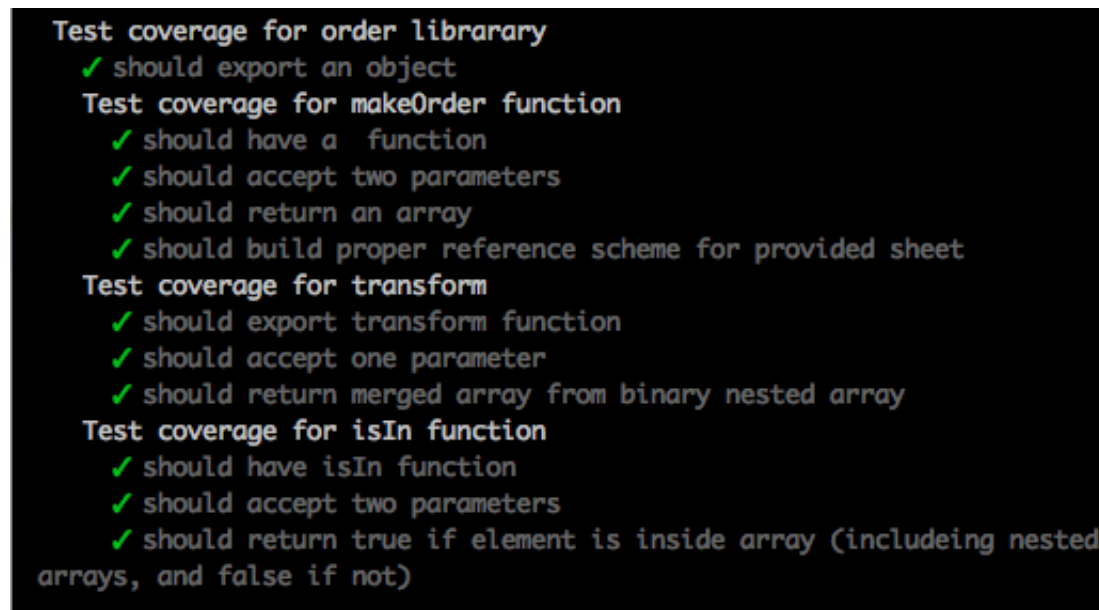 Test coverage for order librarary
✓ should export an object
Test coverage for makeOrder function
✓ should have a  function
✓ should accept two parameters
✓ should return an array
✓ should build proper reference scheme for provided sheet
Test coverage for transform
✓ should export transform function
✓ should accept one parameter
✓ should return merged array from binary nested array
Test coverage for isIn function
✓ should have isIn function
✓ should accept two parameters
✓ should return true if element is inside array (includeing nested
arrays, and false if not)